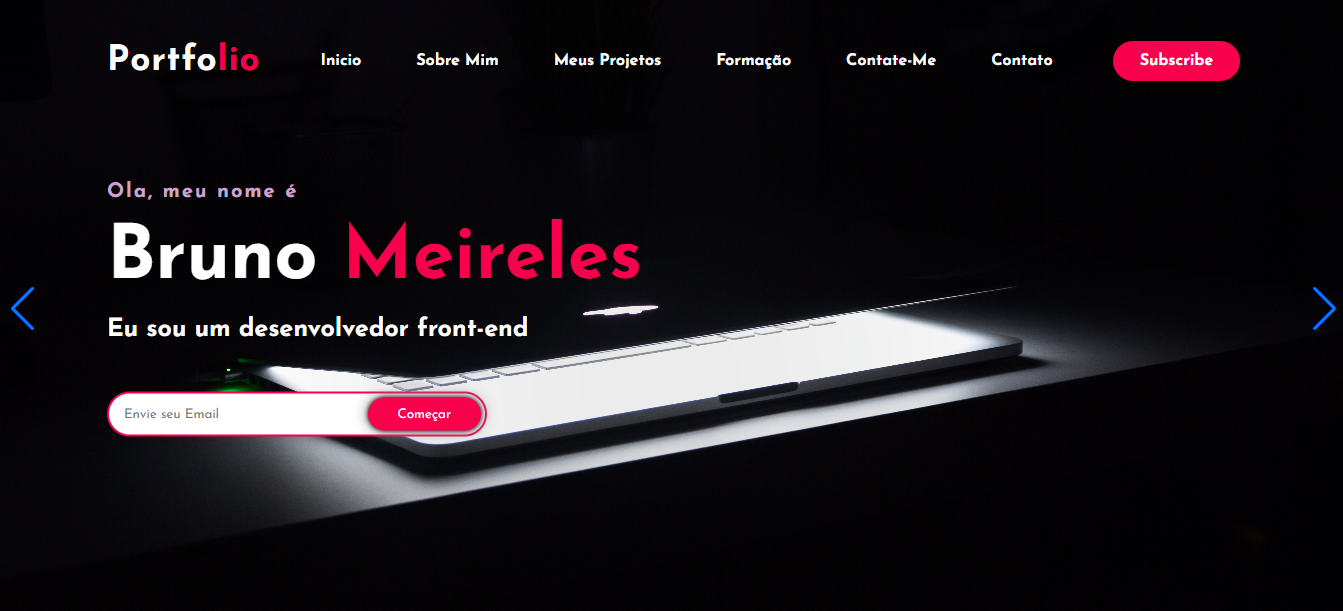 Portfolio
Inicio Sobre Mim Meus Projetos Formação Contate-Me Contato Subscribe
Ola, meu nome é
Bruno Meireles
Eu sou um desenvolvedor front-end
Envie seu Email Começar